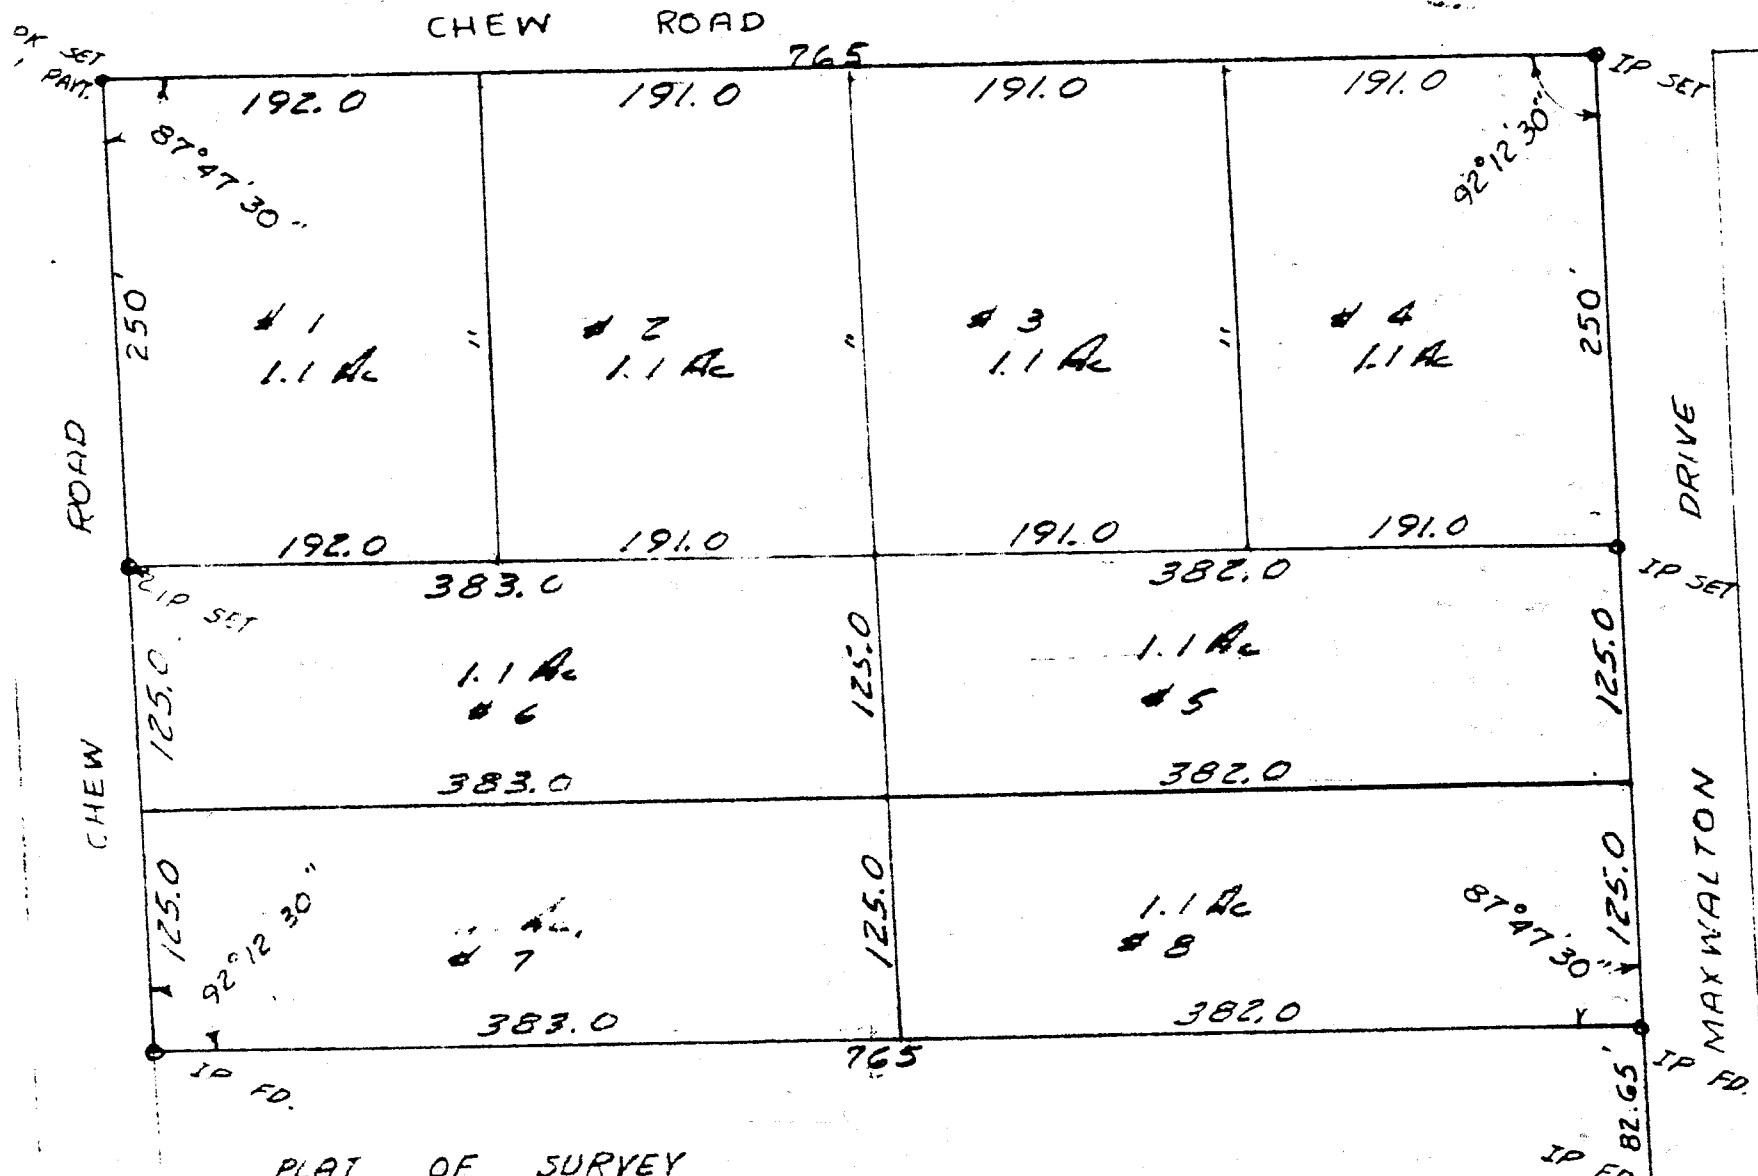 CHEW ROAD
PK SET
PAVT.
765
IP SET
192.0
191.0
191.0
191.0
87°47'30"
92°12'30"
250'
"
"
"
250'
# 1
1.1 Ac
# 2
1.1 Ac
# 3
1.1 Ac
# 4
1.1 Ac
CHEW ROAD
MAXWALTON DRIVE
192.0
191.0
191.0
191.0
IP SET
383.0
382.0
IP SET
125.0
1.1 Ac
# 6
125.0
1.1 Ac
# 5
125.0
383.0
382.0
125.0
92°12'30"
Ac.
# 7
125.0
1.1 Ac
# 8
87°47'30"
125.0
383.0
382.0
765
IP FD.
IP FD.
82.65'
PLAT OF SURVEY
IP FD